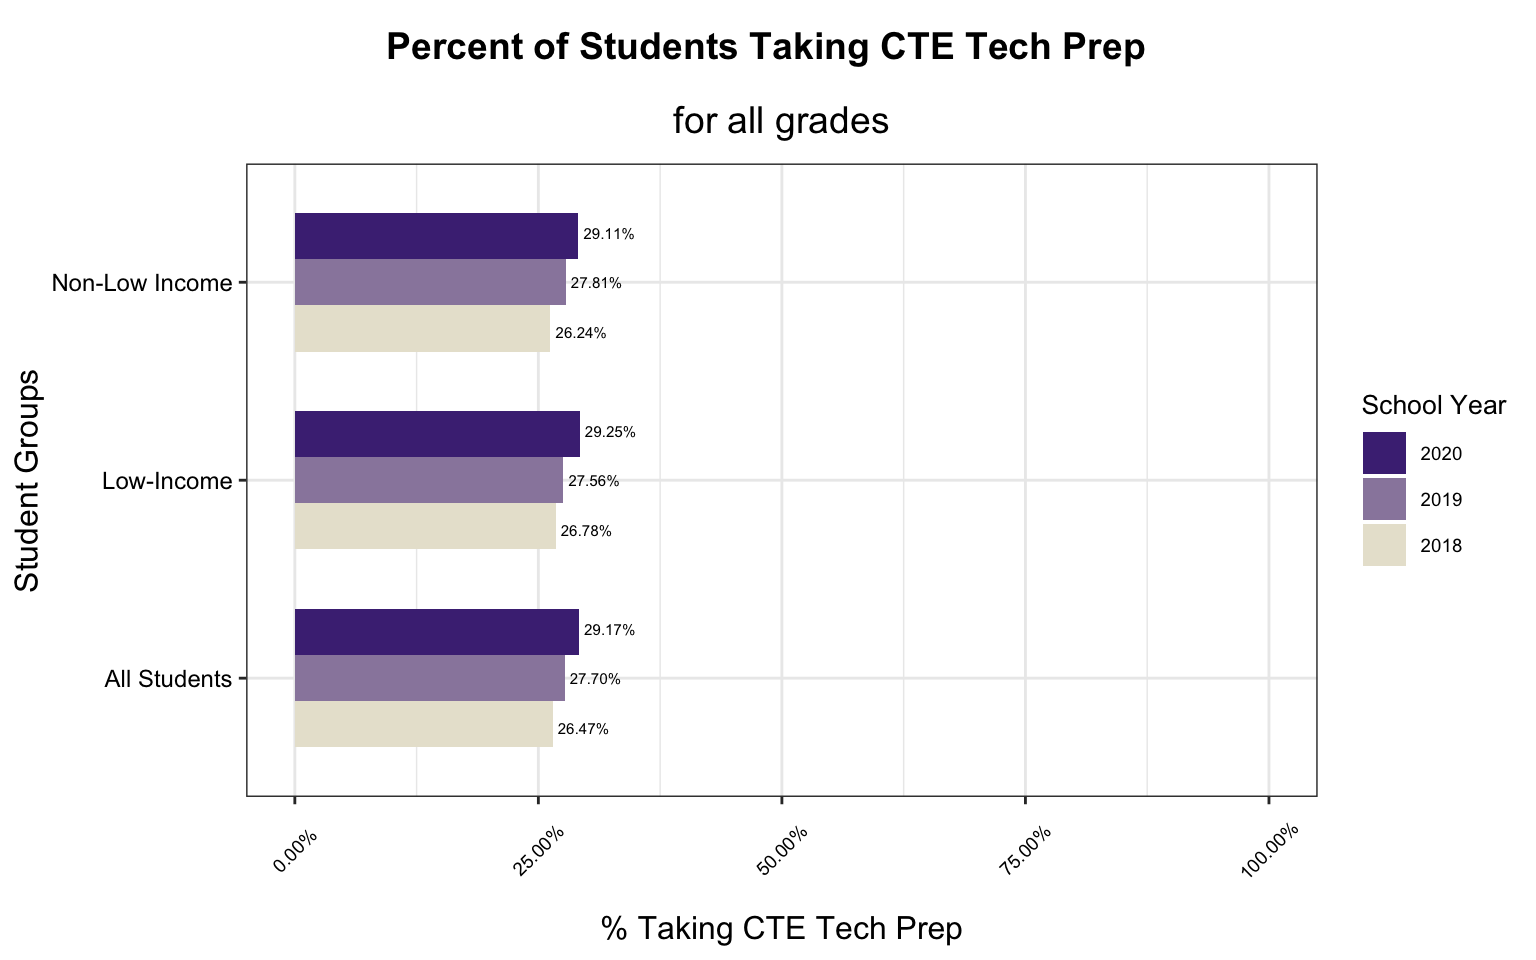 Percent of Students Taking CTE Tech Prep
for all grades
Student Groups
Non-Low Income
29.11%
27.81%
26.24%
Low-Income
29.25%
27.56%
26.78%
All Students
29.17%
27.70%
26.47%
0.00%
25.00%
50.00%
75.00%
100.00%
% Taking CTE Tech Prep
School Year
2020
2019
2018